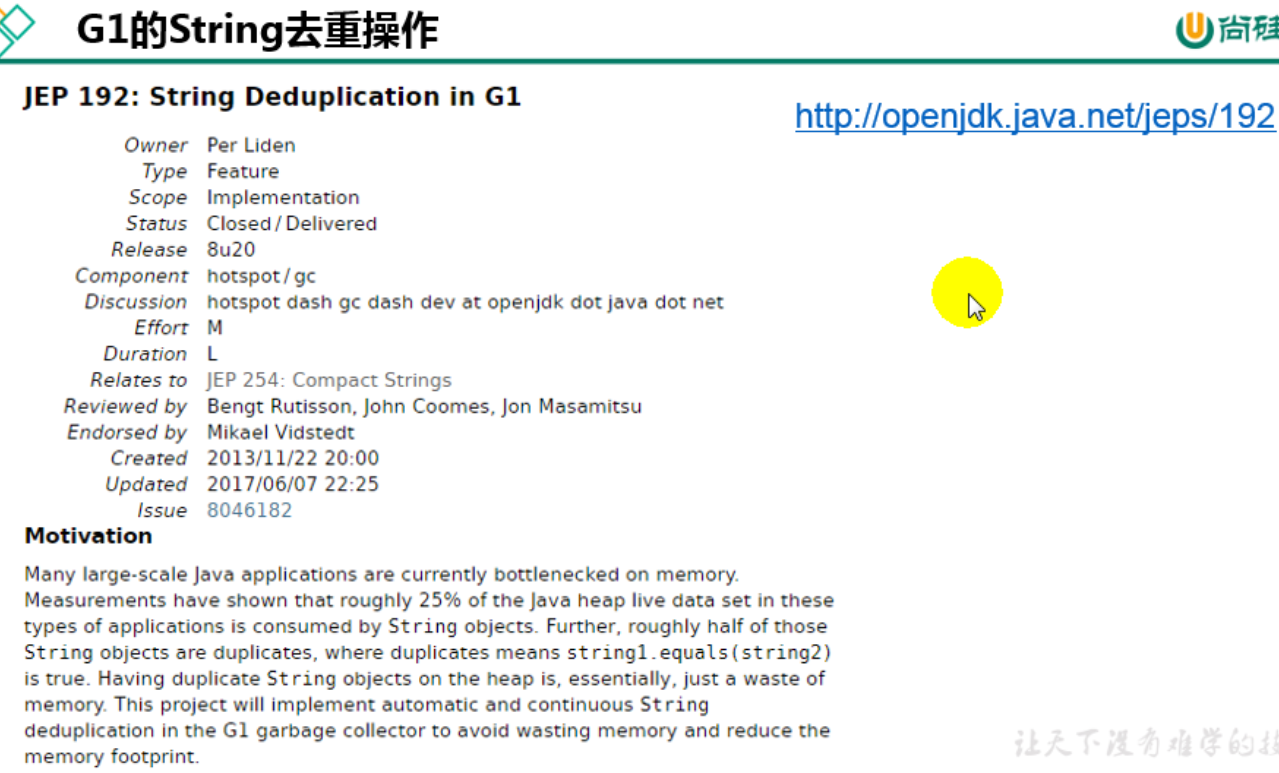 G1的String去重操作
尚硅
JEP 192: String Deduplication in G1
http://openjdk.java.net/jeps/192
Owner Per Liden
Type Feature
Scope Implementation
Status Closed / Delivered
Release 8u20
Component hotspot / gc
Discussion hotspot dash gc dash dev at openjdk dot java dot net
Effort M
Duration L
Relates to JEP 254: Compact Strings
Reviewed by Bengt Rutisson, John Coomes, Jon Masamitsu
Endorsed by Mikael Vidstedt
Created 2013/11/22 20:00
Updated 2017/06/07 22:25
Issue 8046182
Motivation
Many large-scale Java applications are currently bottlenecked on memory.
Measurements have shown that roughly 25% of the Java heap live data set in these
types of applications is consumed by String objects. Further, roughly half of those
String objects are duplicates, where duplicates means string1.equals(string2)
is true. Having duplicate String objects on the heap is, essentially, just a waste of
memory. This project will implement automatic and continuous String
deduplication in the G1 garbage collector to avoid wasting memory and reduce the
memory footprint.
让天下没有难学的技